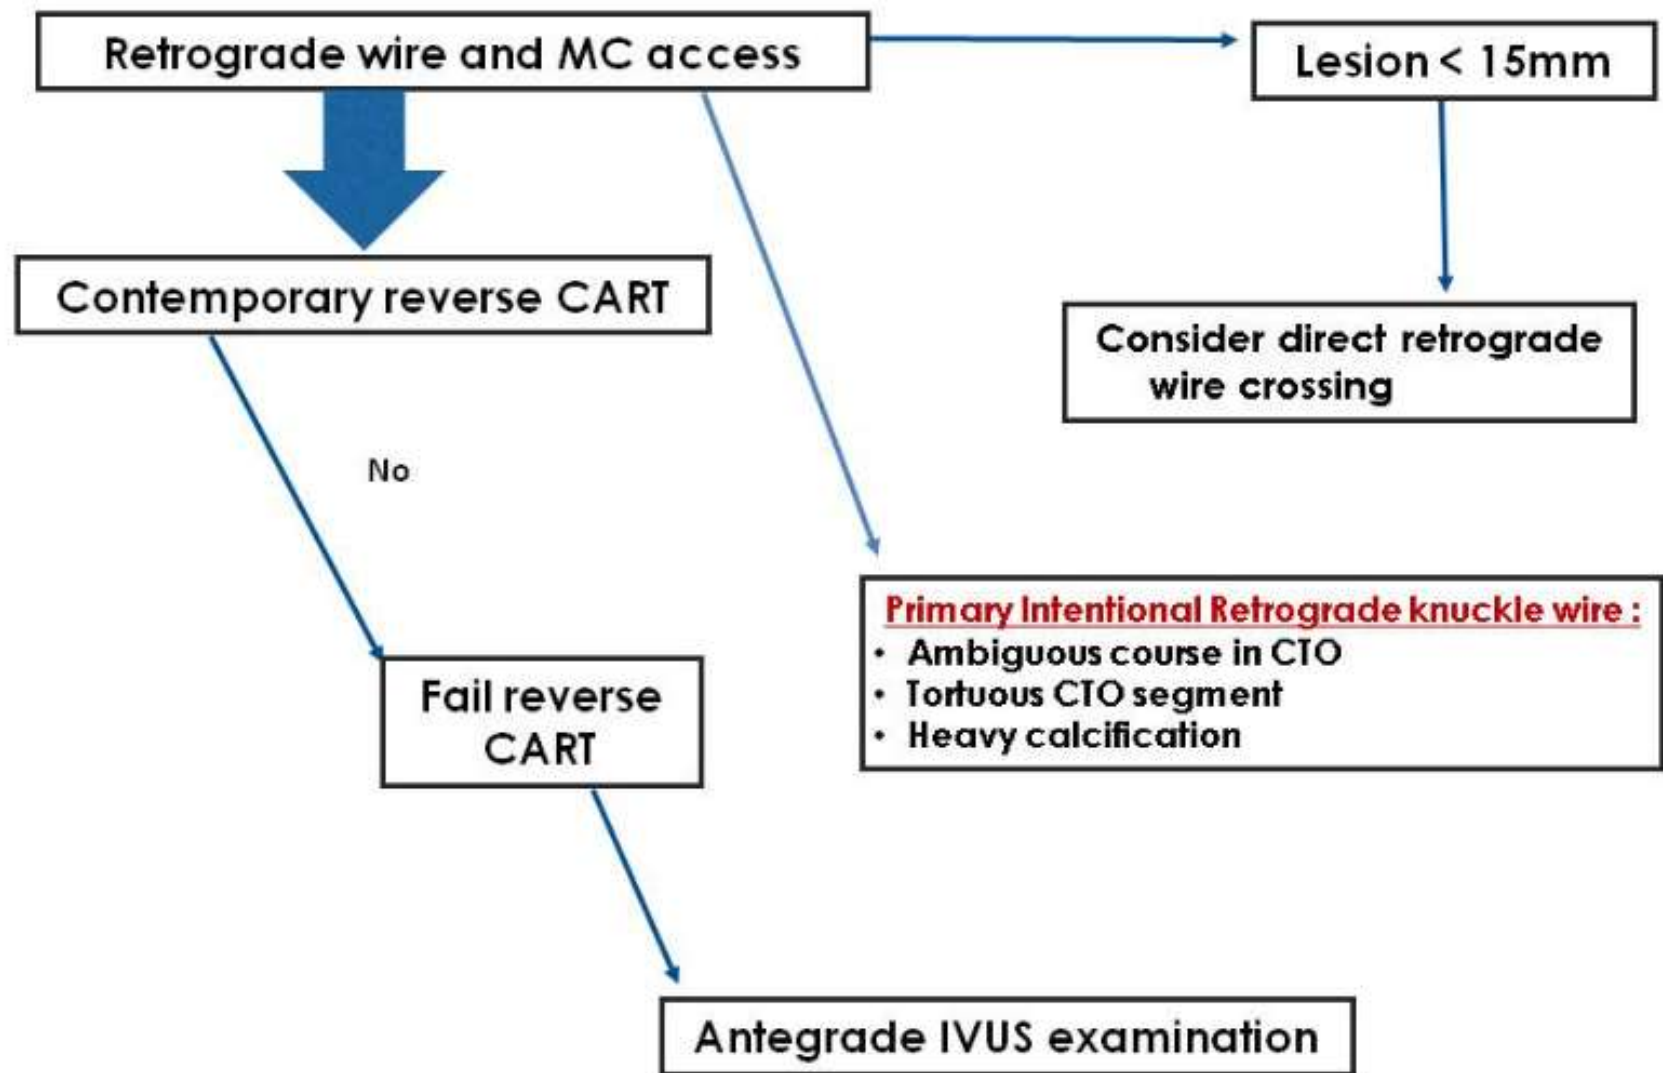 Retrograde wire and MC access
Lesion < 15mm
Contemporary reverse CART
Consider direct retrograde
wire crossing
No
Primary Intentional Retrograde knuckle wire :
• Ambiguous course in CTO
• Tortuous CTO segment
• Heavy calcification
Fail reverse
CART
Antegrade IVUS examination